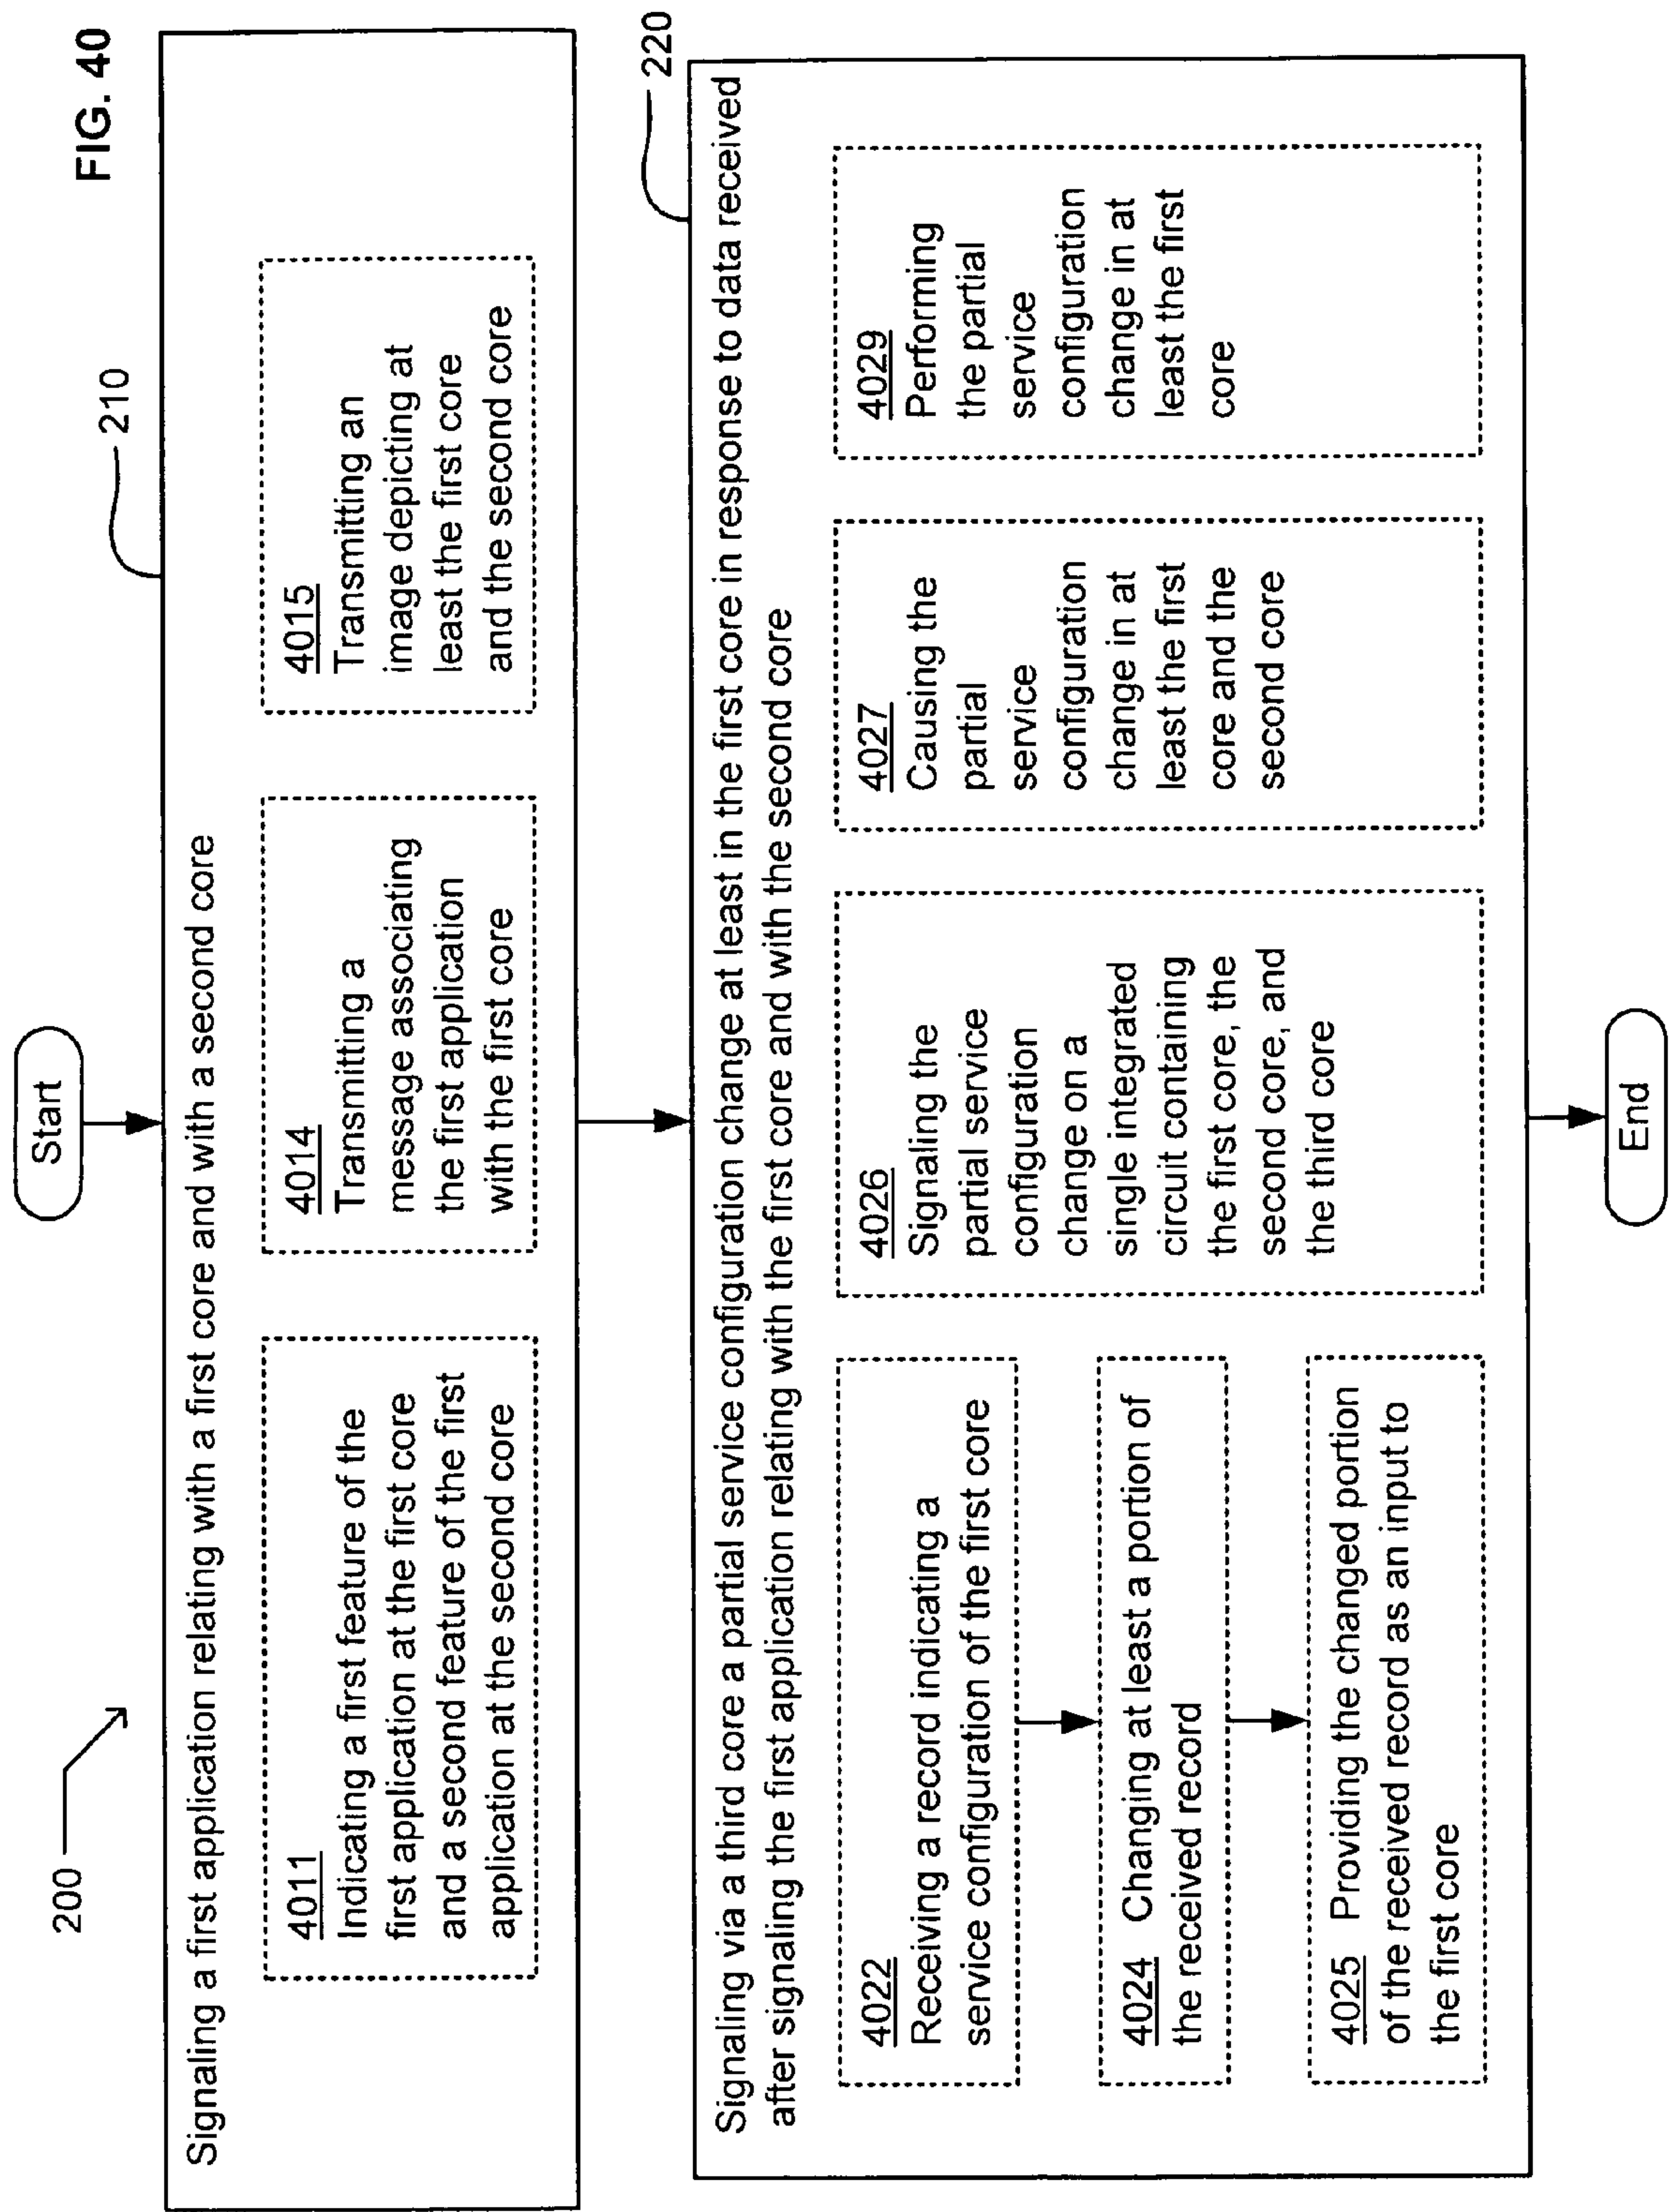 FIG. 40
200
Start
210
Signaling a first application relating with a first core and with a second core
4011
Indicating a first feature of the
first application at the first core
and a second feature of the first
application at the second core
4014
Transmitting a
message associating
the first application
with the first core
4015
Transmitting an
image depicting at
least the first core
and the second core
220
Signaling via a third core a partial service configuration change at least in the first core in response to data received
after signaling the first application relating with the first core and with the second core
4022
Receiving a record indicating a
service configuration of the first core
4024 Changing at least a portion of
the received record
4025 Providing the changed portion
of the received record as an input to
the first core
4026
Signaling the
partial service
configuration
change on a
single integrated
circuit containing
the first core, the
second core, and
the third core
4027
Causing the
partial
service
configuration
change in at
least the first
core and the
second core
4029
Performing
the partial
service
configuration
change in at
least the first
core
End